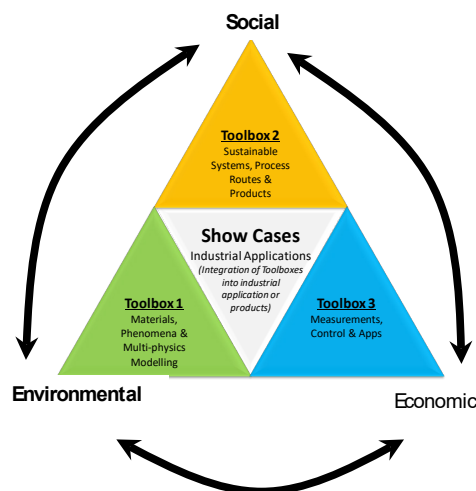 Social
Toolbox 2
Sustainable
Systems, Process
Routes &
Products
Show Cases
Industrial Applications
(Integration of Toolboxes
into industrial
application or
products)
Toolbox 1
Materials,
Phenomena &
Multi-physics
Modelling
Toolbox 3
Measurements,
Control & Apps
Environmental
Economic